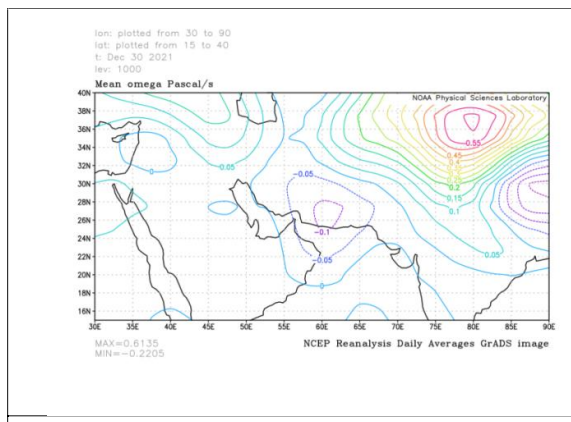 lon: plotted from 30 to 90
lat: plotted from 15 to 40
t: Dec 30 2021
lev: 1000
Mean omega Pascal/s
NOAA Physical Sciences Laboratory
40N
38N
36N
34N
32N
30N
28N
26N
24N
22N
20N
18N
16N
0.55
0.45
0.4
0.05
0
0.2
0.15
0.1
-0.05
-0.1
-0.05
0.05
0
30E 35E 40E 45E 50E 55E 60E 65E 70E 75E 80E 85E 90E
MAX=0.6135
MIN=-0.2205
NCEP Reanalysis Daily Averages GrADS image